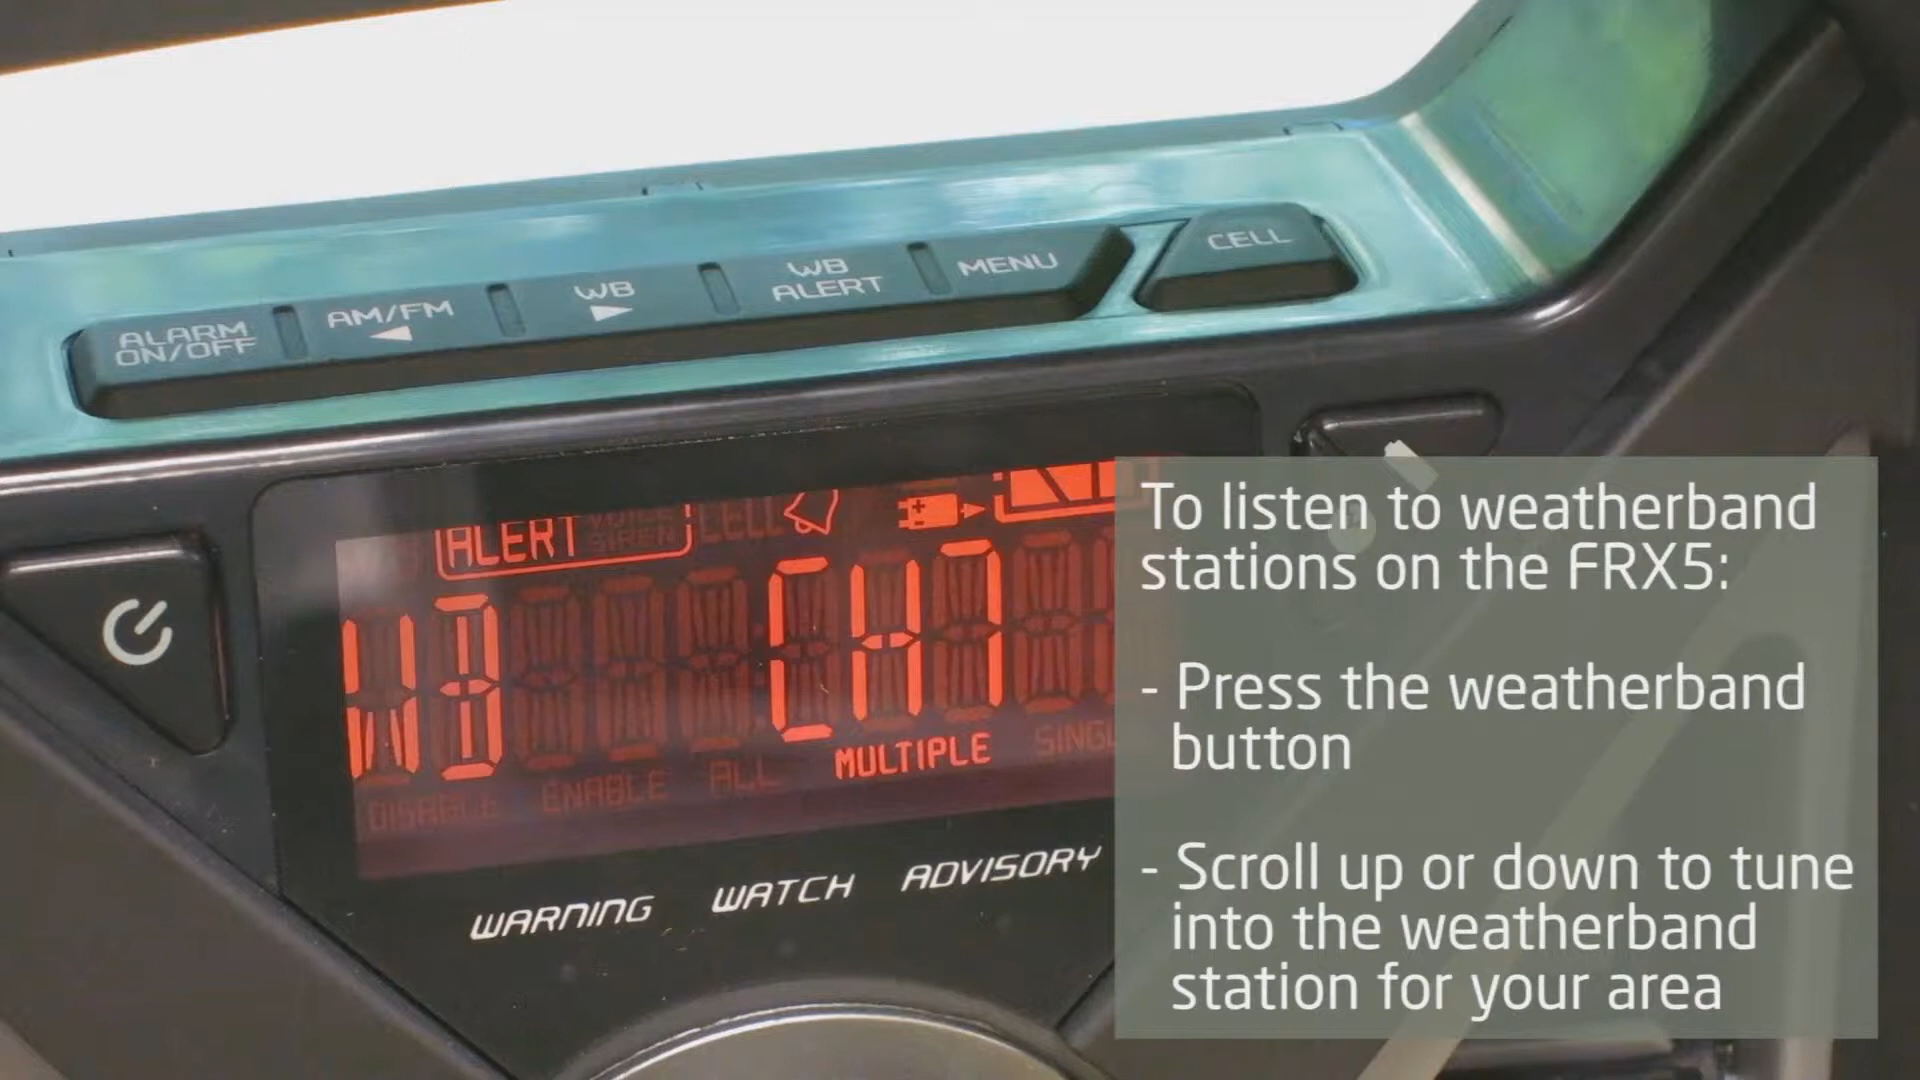 ALARM
ON/OFF
AM/FM
WB
WB
ALERT
MENU
CELL
ALERT
VOICE
SIREN
CELL
WB CH7
DISABLE
ENABLE
ALL
MULTIPLE
WARNING
WATCH
ADVISORY
To listen to weatherband
stations on the FRX5:
- Press the weatherband
button
- Scroll up or down to tune
into the weatherband
station for your area